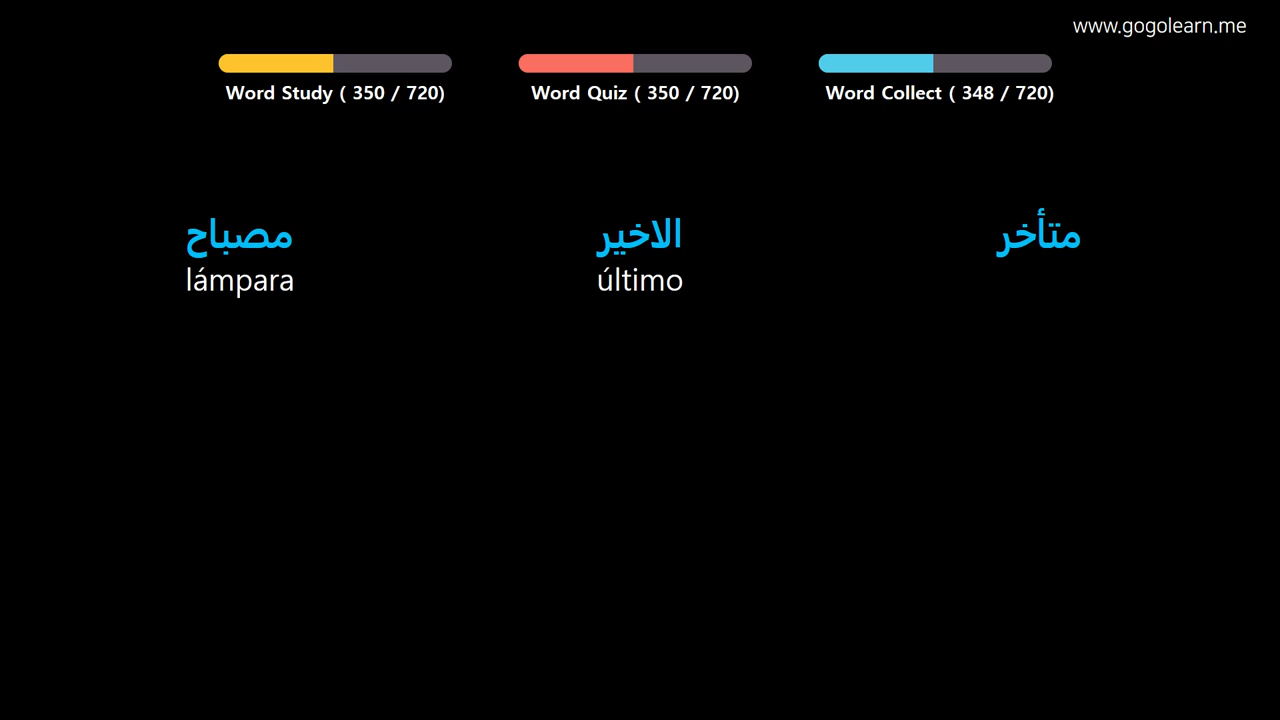 www.gogolearn.me
Word Study ( 350 / 720)
Word Quiz ( 350 / 720)
Word Collect ( 348 / 720)
مصباح
lámpara
الاخير
último
متأخر